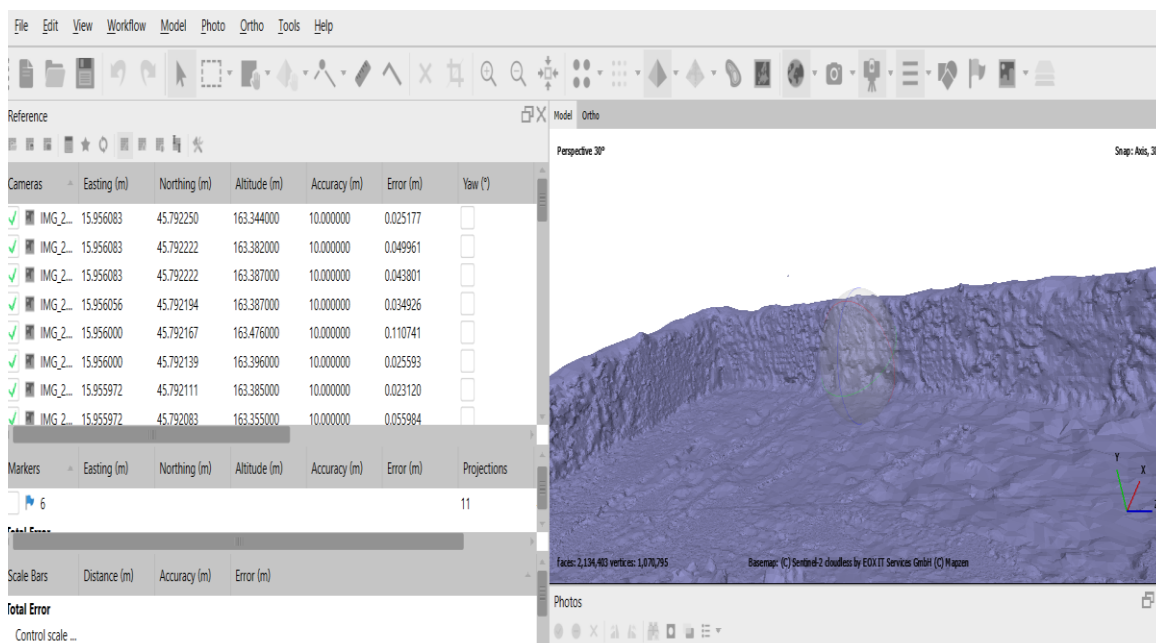 File Edit View Workflow Model Photo Ortho Tools Help
Reference
Cameras Easting (m) Northing (m) Altitude (m) Accuracy (m) Error (m) Yaw (°)
IMG_2... 15.956083 45.792250 163.344000 10.000000 0.025177
IMG_2... 15.956083 45.792222 163.382000 10.000000 0.049961
IMG_2... 15.956083 45.792222 163.387000 10.000000 0.043801
IMG_2... 15.956056 45.792194 163.387000 10.000000 0.034926
IMG_2... 15.956000 45.792167 163.476000 10.000000 0.110741
IMG_2... 15.956000 45.792139 163.396000 10.000000 0.025593
IMG_2... 15.955972 45.792111 163.385000 10.000000 0.023120
IMG_2... 15.955972 45.792083 163.355000 10.000000 0.055984
Markers Easting (m) Northing (m) Altitude (m) Accuracy (m) Error (m) Projections
6 11
Total Error
Scale Bars Distance (m) Accuracy (m) Error (m)
Total Error
Control scale ...
Model Ortho
Perspective 30° Snap: Axis, 3D
Y
X
faces: 2,134,403 vertices: 1,070,795 Basemap: (C) Sentinel-2 cloudless by EOX IT Services GmbH (C) Mapzen
Photos